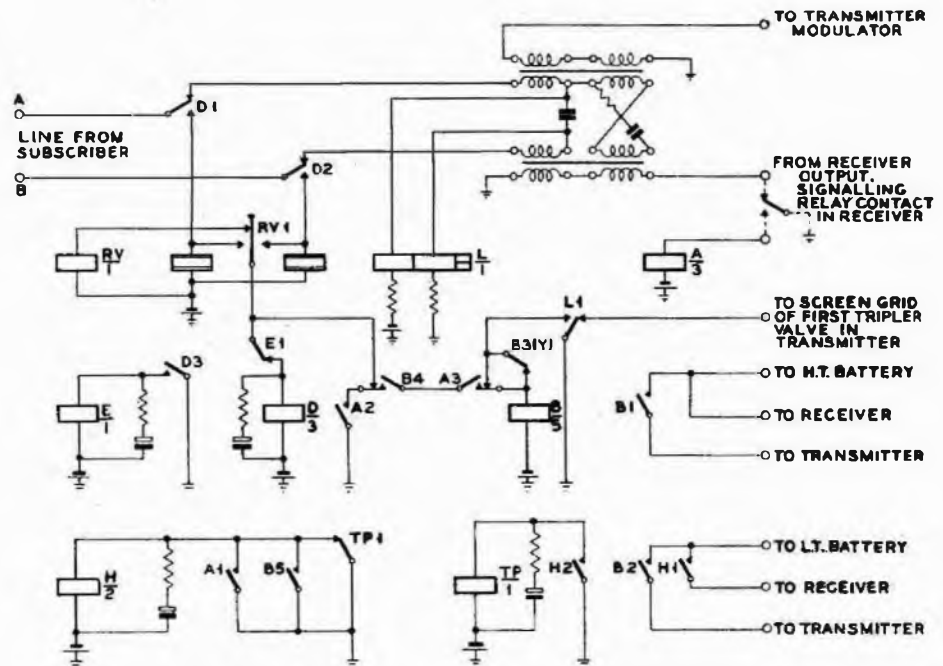 TO TRANSMITTER
MODULATOR
A
D1
LINE FROM
SUBSCRIBER
B
D2
FROM RECEIVER
OUTPUT.
SIGNALLING
RELAY CONTACT
IN RECEIVER
RV1
RV
1
L
1
A
3
L1
TO SCREEN GRID
OF FIRST TRIPLER
VALVE IN
TRANSMITTER
E1
B3(Y)
D3
B4
A3
TO H.T. BATTERY
E
1
D
3
A2
B
5
B1
TO RECEIVER
TO TRANSMITTER
TP1
H
2
A1
B5
TP
1
H2
B2
H1
TO L.T. BATTERY
TO RECEIVER
TO TRANSMITTER